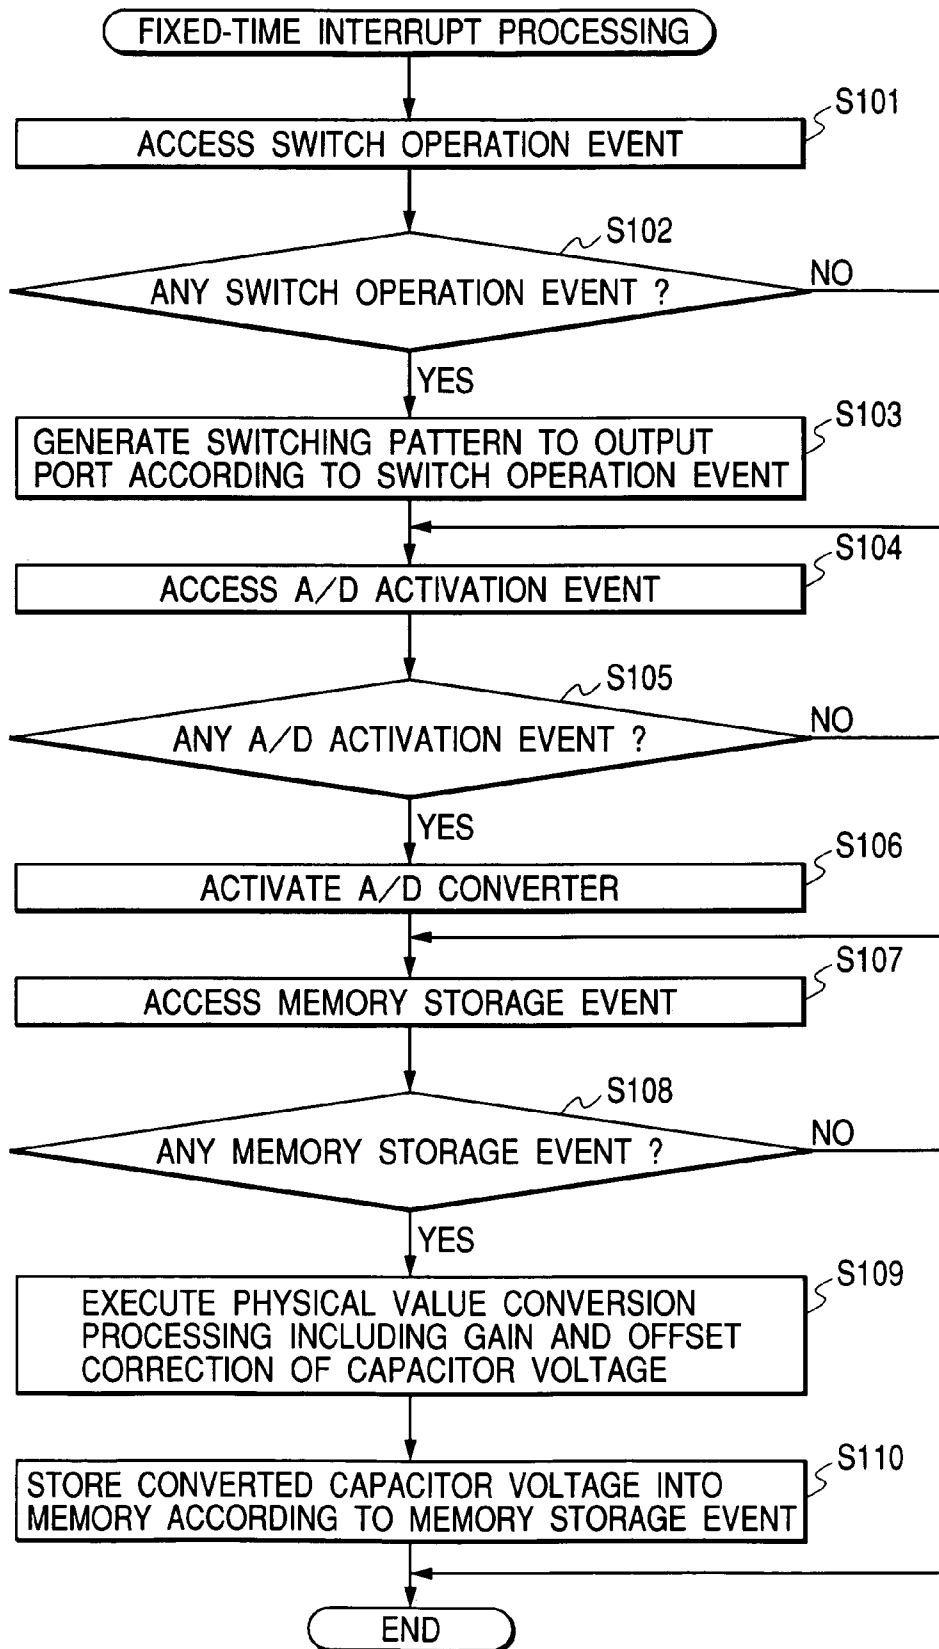 FIXED-TIME INTERRUPT PROCESSING
S101
ACCESS SWITCH OPERATION EVENT
S102
ANY SWITCH OPERATION EVENT ?
NO
YES
S103
GENERATE SWITCHING PATTERN TO OUTPUT
PORT ACCORDING TO SWITCH OPERATION EVENT
S104
ACCESS A/D ACTIVATION EVENT
S105
ANY A/D ACTIVATION EVENT ?
NO
YES
S106
ACTIVATE A/D CONVERTER
S107
ACCESS MEMORY STORAGE EVENT
S108
ANY MEMORY STORAGE EVENT ?
NO
YES
S109
EXECUTE PHYSICAL VALUE CONVERSION
PROCESSING INCLUDING GAIN AND OFFSET
CORRECTION OF CAPACITOR VOLTAGE
S110
STORE CONVERTED CAPACITOR VOLTAGE INTO
MEMORY ACCORDING TO MEMORY STORAGE EVENT
END